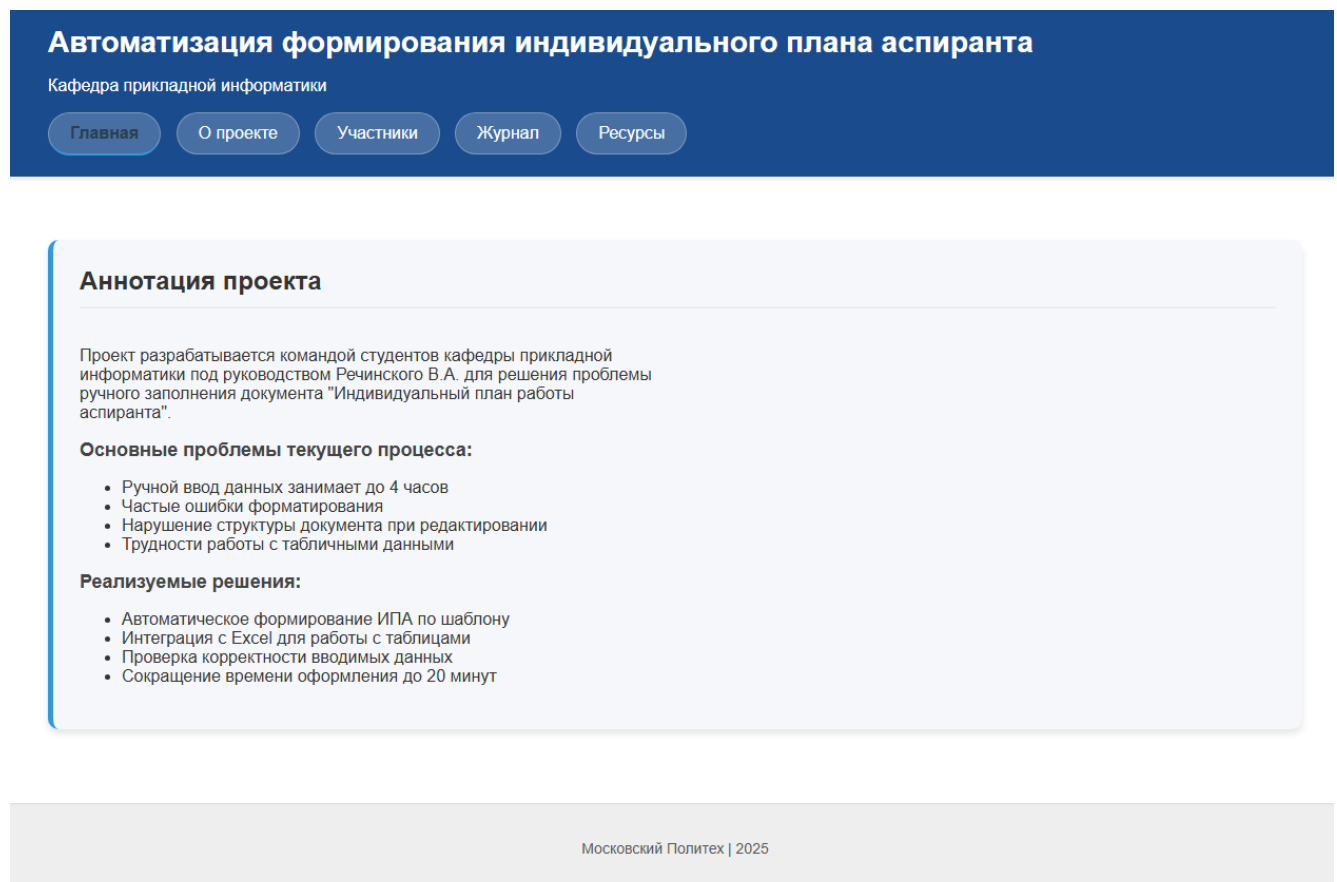 Автоматизация формирования индивидуального плана аспиранта
Кафедра прикладной информатики
Главная
О проекте
Участники
Журнал
Ресурсы
Аннотация проекта
Проект разрабатывается командой студентов кафедры прикладной
информатики под руководством Речинского В.А. для решения проблемы
ручного заполнения документа "Индивидуальный план работы
аспиранта".
Основные проблемы текущего процесса:
• Ручной ввод данных занимает до 4 часов
• Частые ошибки форматирования
• Нарушение структуры документа при редактировании
• Трудности работы с табличными данными
Реализуемые решения:
• Автоматическое формирование ИПА по шаблону
• Интеграция с Excel для работы с таблицами
• Проверка корректности вводимых данных
• Сокращение времени оформления до 20 минут
Московский Политех | 2025